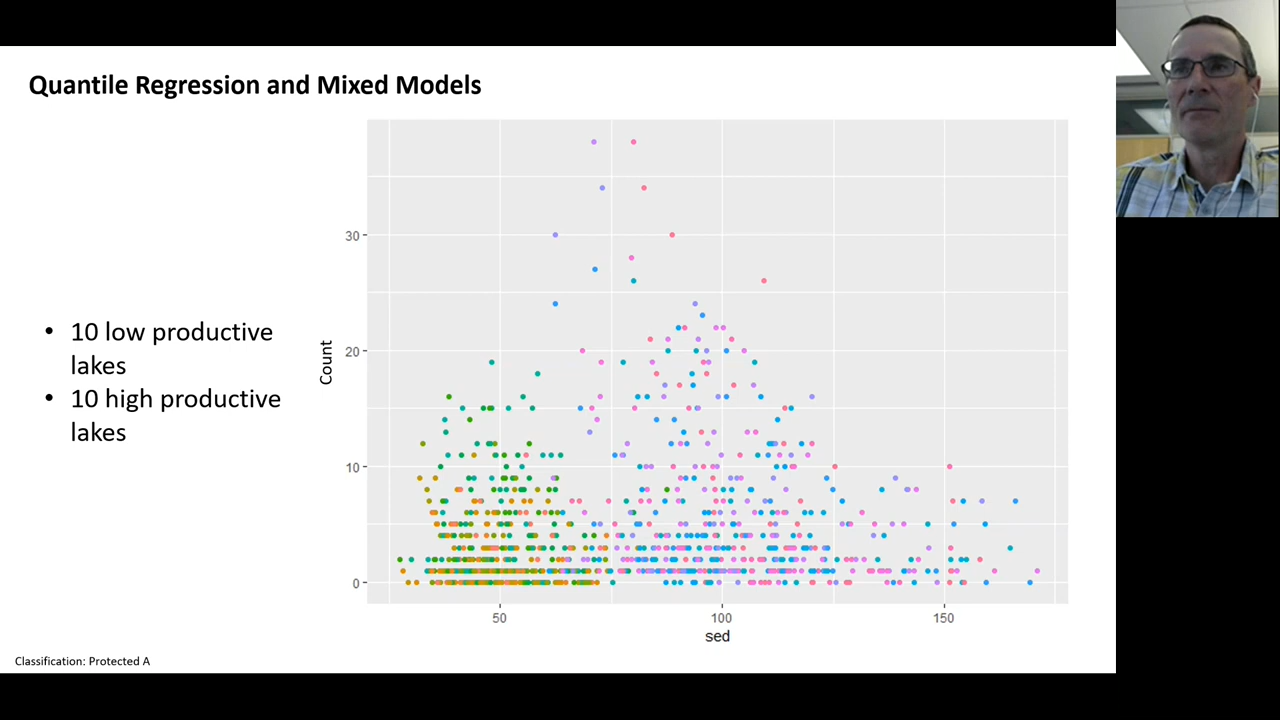 Quantile Regression and Mixed Models
• 10 low productive
lakes
• 10 high productive
lakes
Count
30
20
10
0
50 100 150
sed
Classification: Protected A